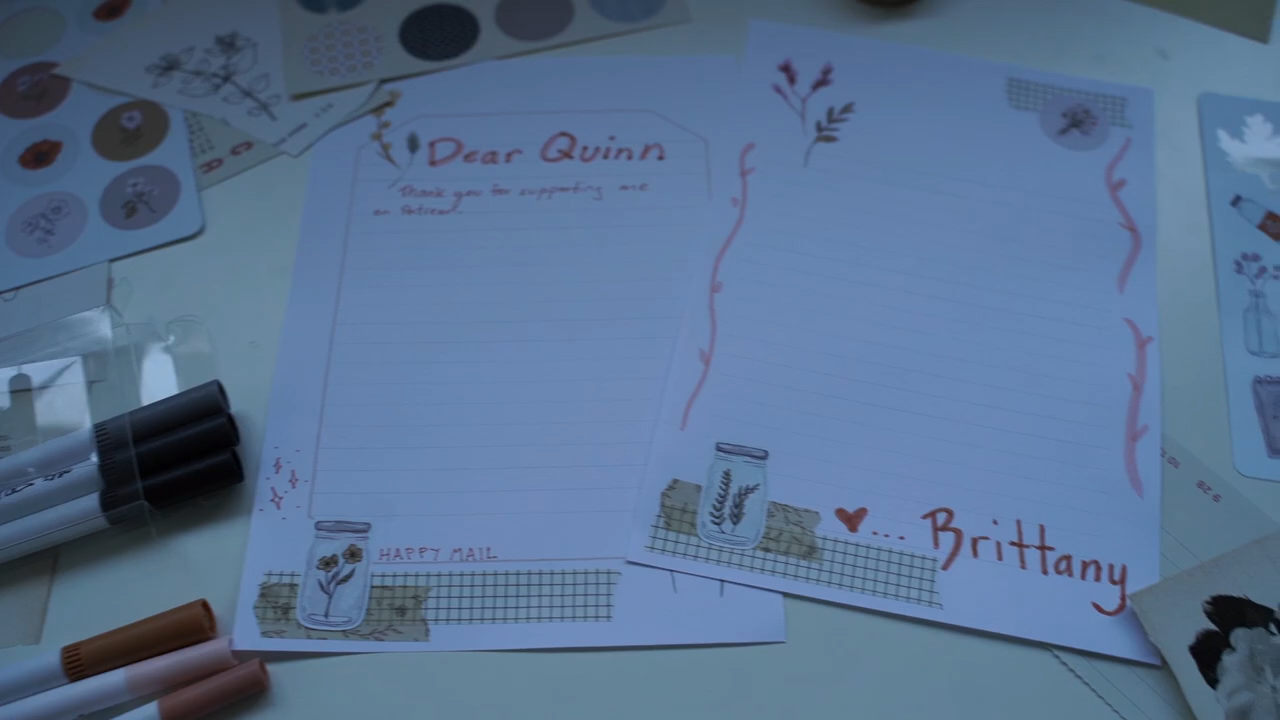 Dear Quinn
Thank you for supporting me
on Patreon.
HAPPY MAIL
... Brittany